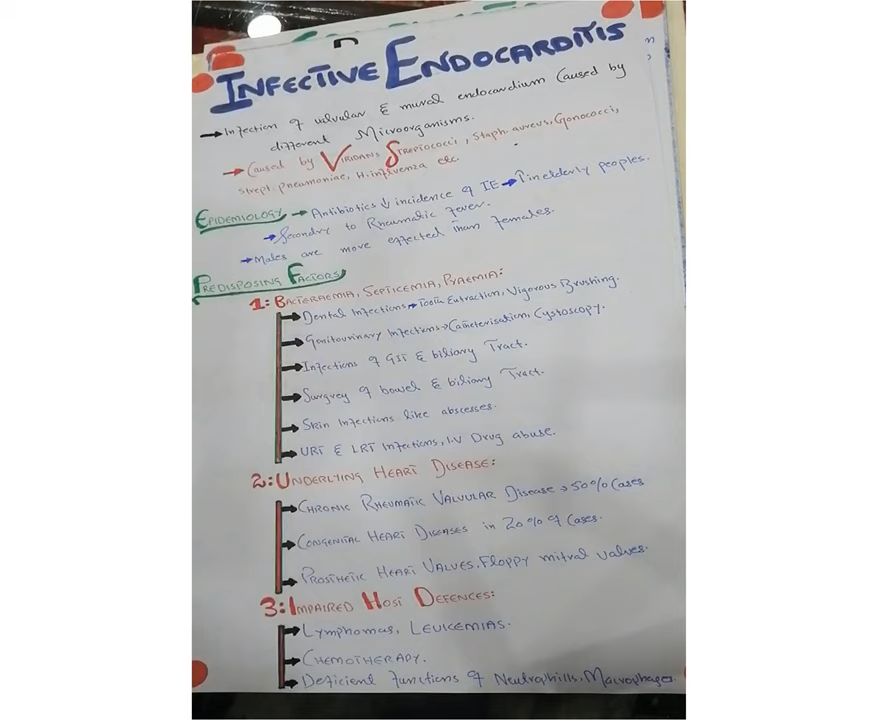 INFECTIVE ENDOCARDITIS
→ Infection of valvular & mural endocardium Caused by
different Microorganisms.
→ Caused by VIRIDANS STREPTOCOCCI, Staph. aureus, Gonococci,
Strept. Pneumoniae, H. influenza etc.
EPIDEMIOLOGY → Antibiotics ↓ incidence of IE → ↑ in elderly peoples.
→ Secondry to Rheumatic Fever.
→ Males are more effected than Females.
PREDISPOSING FACTORS
1: BACTERAEMIA, SEPTICEMIA, PYAEMIA:
→ Dental Infections → Tooth Extraction, Vigorous Brushing.
→ Genitourinary Infections → Catheterisation, Cystoscopy.
→ Infections of GIT & biliary Tract.
→ Surgrey of bowel & biliary Tract.
→ Skin Infections like abscesses.
→ URT & LRT Infections, I.V Drug abuse.
2: UNDERLYING HEART DISEASE:
→ CHRONIC RHEUMATIC VALVULAR Disease → 50% Cases
→ CONGENITAL HEART DISEASES in 20% of Cases.
→ PROSTHETIC HEART VALVES, Floppy mitral valves.
3: IMPAIRED HOST DEFENCES:
→ Lymphomas, LEUKEMIAS.
→ CHEMOTHERAPY.
→ Deficient Functions of Neutrophills, Macrophages